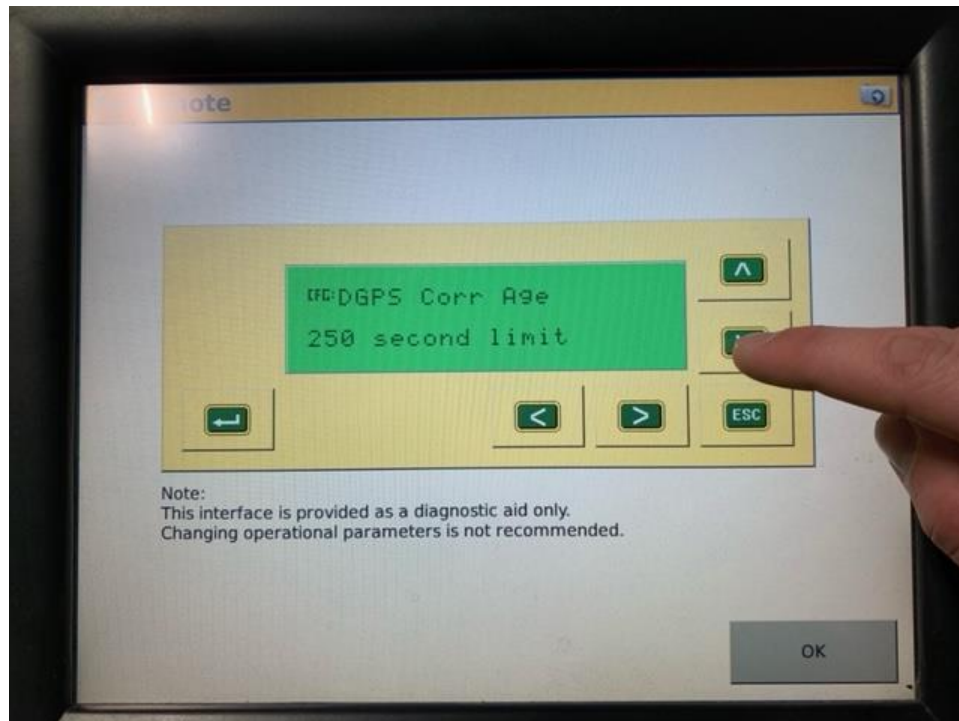 ote
CFG:DGPS Corr Age
250 second limit
ESC
Note:
This interface is provided as a diagnostic aid only.
Changing operational parameters is not recommended.
OK